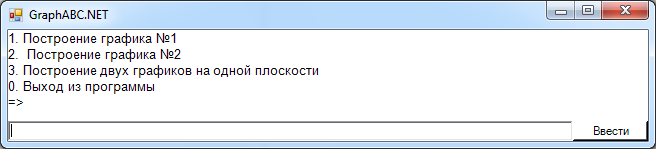 GraphABC.NET
1. Построение графика №1
2.  Построение графика №2
3. Построение двух графиков на одной плоскости
0. Выход из программы
=>
Ввести